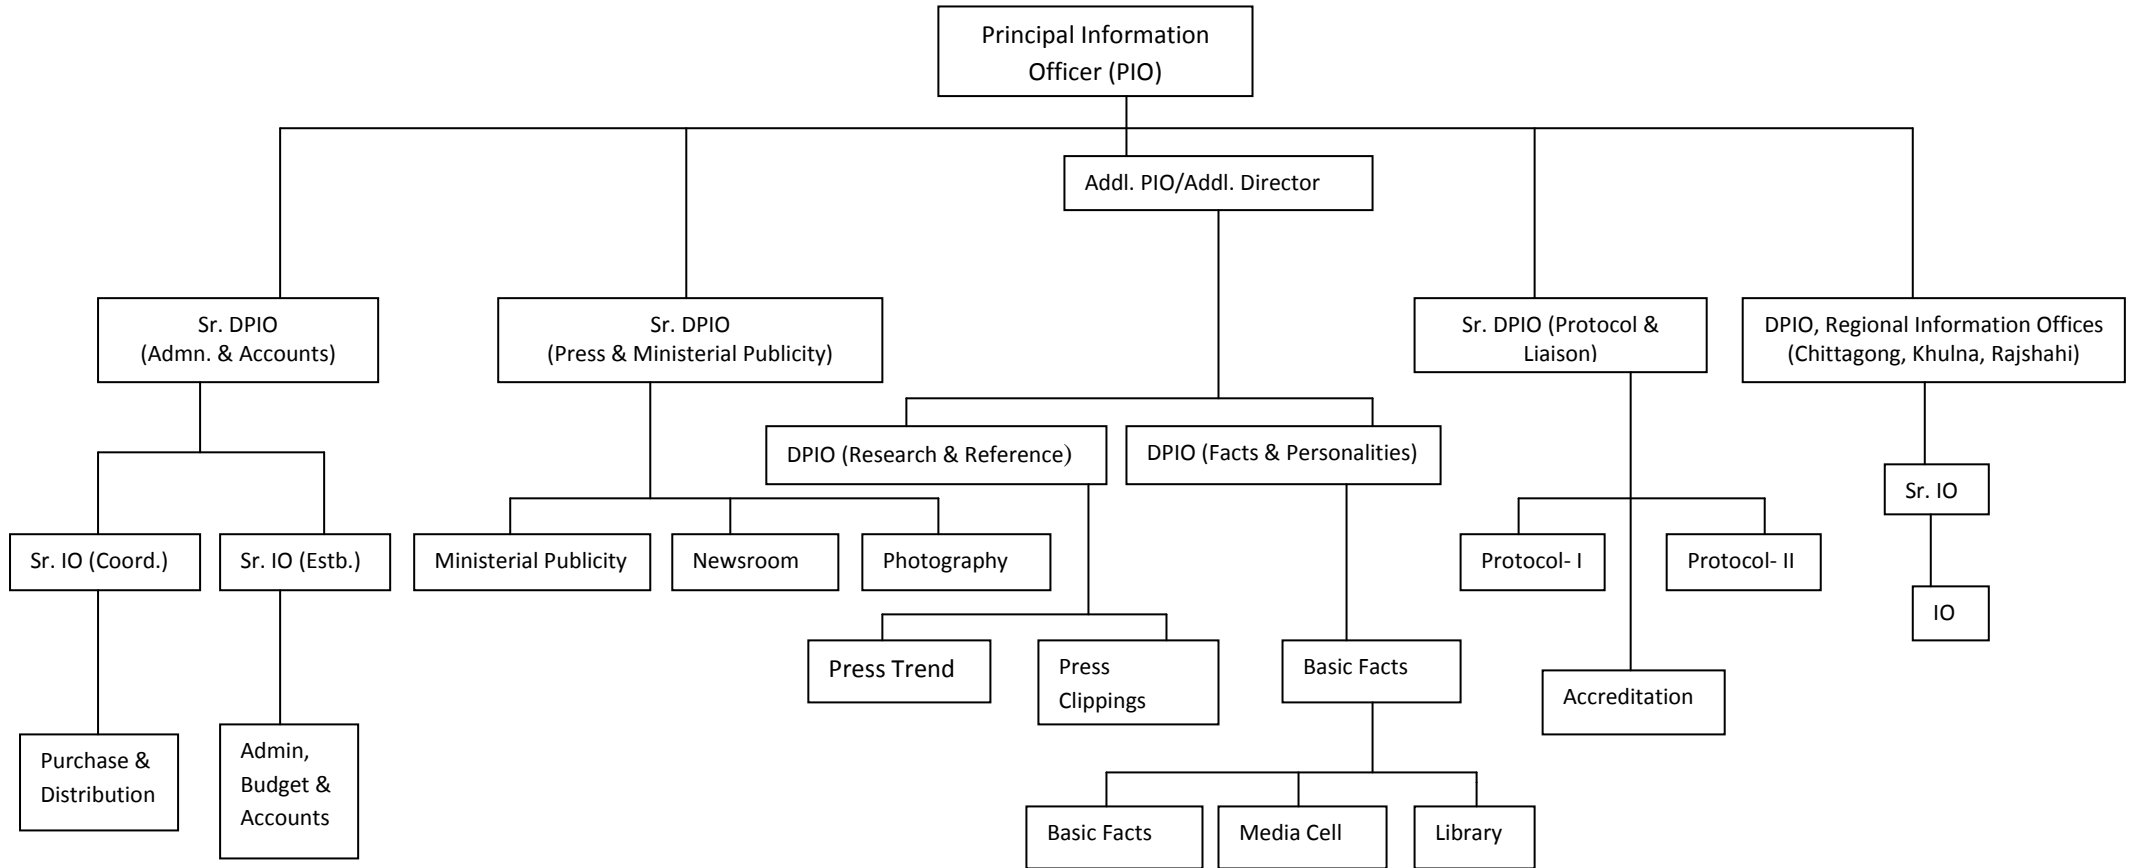 Principal Information
Officer (PIO)
Addl. PIO/Addl. Director
Sr. DPIO
(Admn. & Accounts)
Sr. DPIO
(Press & Ministerial Publicity)
Sr. DPIO (Protocol &
Liaison)
DPIO, Regional Information Offices
(Chittagong, Khulna, Rajshahi)
DPIO (Research & Reference)
DPIO (Facts & Personalities)
Sr. IO
Sr. IO (Coord.)
Sr. IO (Estb.)
Ministerial Publicity
Newsroom
Photography
Protocol- I
Protocol- II
IO
Press Trend
Press
Clippings
Basic Facts
Accreditation
Purchase &
Distribution
Admin,
Budget &
Accounts
Basic Facts
Media Cell
Library